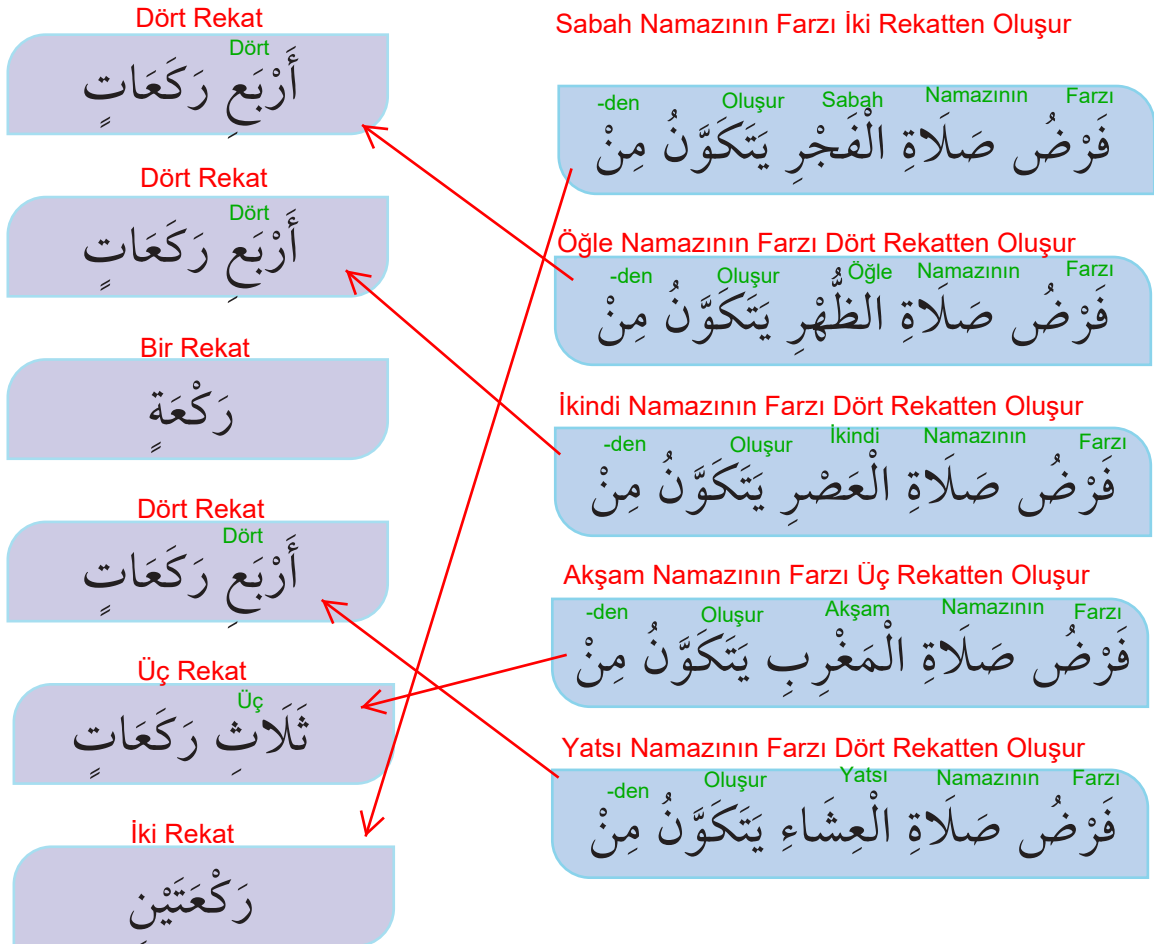 Dört Rekat
Dört
أَرْبَعِ رَكَعَاتٍ
Dört Rekat
Dört
أَرْبَعِ رَكَعَاتٍ
Bir Rekat
رَكْعَةٍ
Dört Rekat
Dört
أَرْبَعِ رَكَعَاتٍ
Üç Rekat
Üç
ثَلَاثِ رَكَعَاتٍ
İki Rekat
رَكْعَتَيْنِ
Sabah Namazının Farzı İki Rekatten Oluşur
-den Oluşur Sabah Namazının Farzı
فَرْضُ صَلَاةِ الْفَجْرِ يَتَكَوَّنُ مِنْ
Öğle Namazının Farzı Dört Rekatten Oluşur
-den Oluşur Öğle Namazının Farzı
فَرْضُ صَلَاةِ الظُّهْرِ يَتَكَوَّنُ مِنْ
İkindi Namazının Farzı Dört Rekatten Oluşur
-den Oluşur İkindi Namazının Farzı
فَرْضُ صَلَاةِ الْعَصْرِ يَتَكَوَّنُ مِنْ
Akşam Namazının Farzı Üç Rekatten Oluşur
-den Oluşur Akşam Namazının Farzı
فَرْضُ صَلَاةِ الْمَغْرِبِ يَتَكَوَّنُ مِنْ
Yatsı Namazının Farzı Dört Rekatten Oluşur
-den Oluşur Yatsı Namazının Farzı
فَرْضُ صَلَاةِ الْعِشَاءِ يَتَكَوَّنُ مِنْ